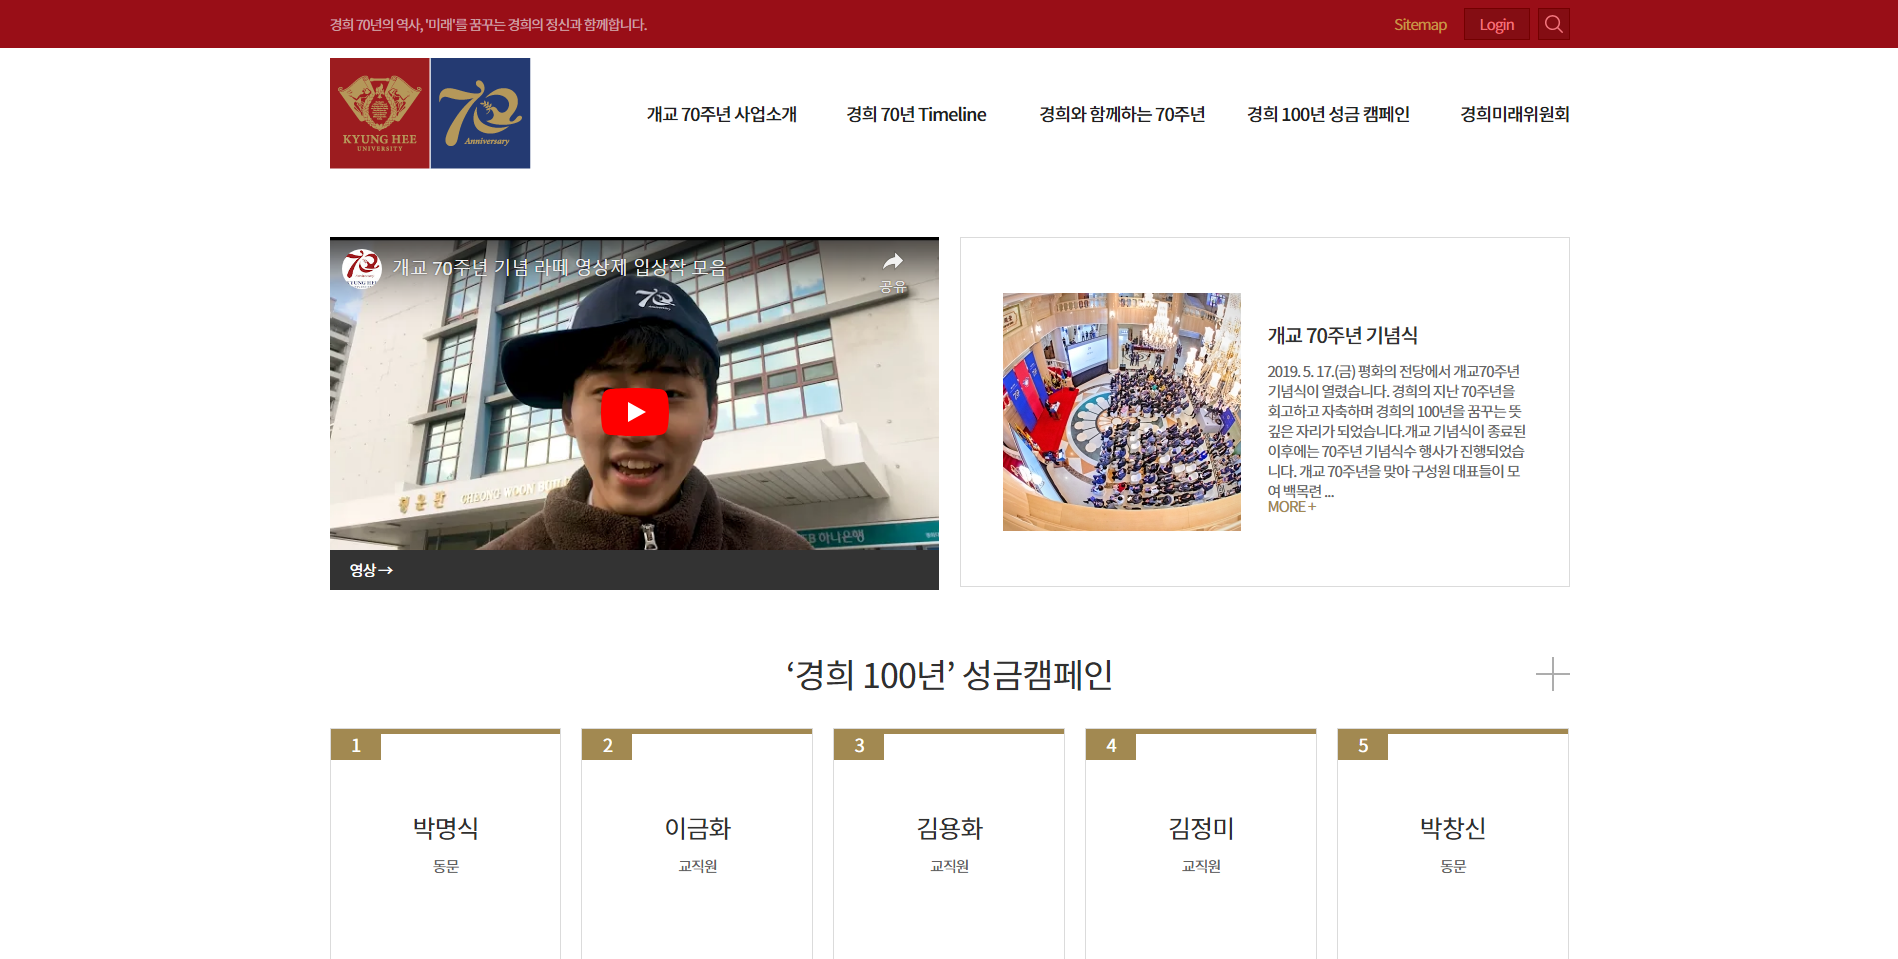 경희 70년의 역사, '미래'를 꿈꾸는 경희의 정신과 함께합니다.
Sitemap
Login
KYUNG HEE
UNIVERSITY
70
Anniversary
개교 70주년 사업소개
경희 70년 Timeline
경희와 함께하는 70주년
경희 100년 성금 캠페인
경희미래위원회
개교 70주년 기념 라떼 영상제 입상작 모음
공유
70
청운관 CHEONG WOON
하나은행
영상→
개교 70주년 기념식
2019. 5. 17.(금) 평화의 전당에서 개교70주년
기념식이 열렸습니다. 경희의 지난 70주년을
회고하고 자축하며 경희의 100년을 꿈꾸는 뜻
깊은 자리가 되었습니다.개교 기념식이 종료된
이후에는 70주년 기념식수 행사가 진행되었습
니다. 개교 70주년을 맞아 구성원 대표들이 모
여 백목련 ...
MORE +
‘경희 100년’ 성금캠페인
1
박명식
동문
2
이금화
교직원
3
김용화
교직원
4
김정미
교직원
5
박창신
동문